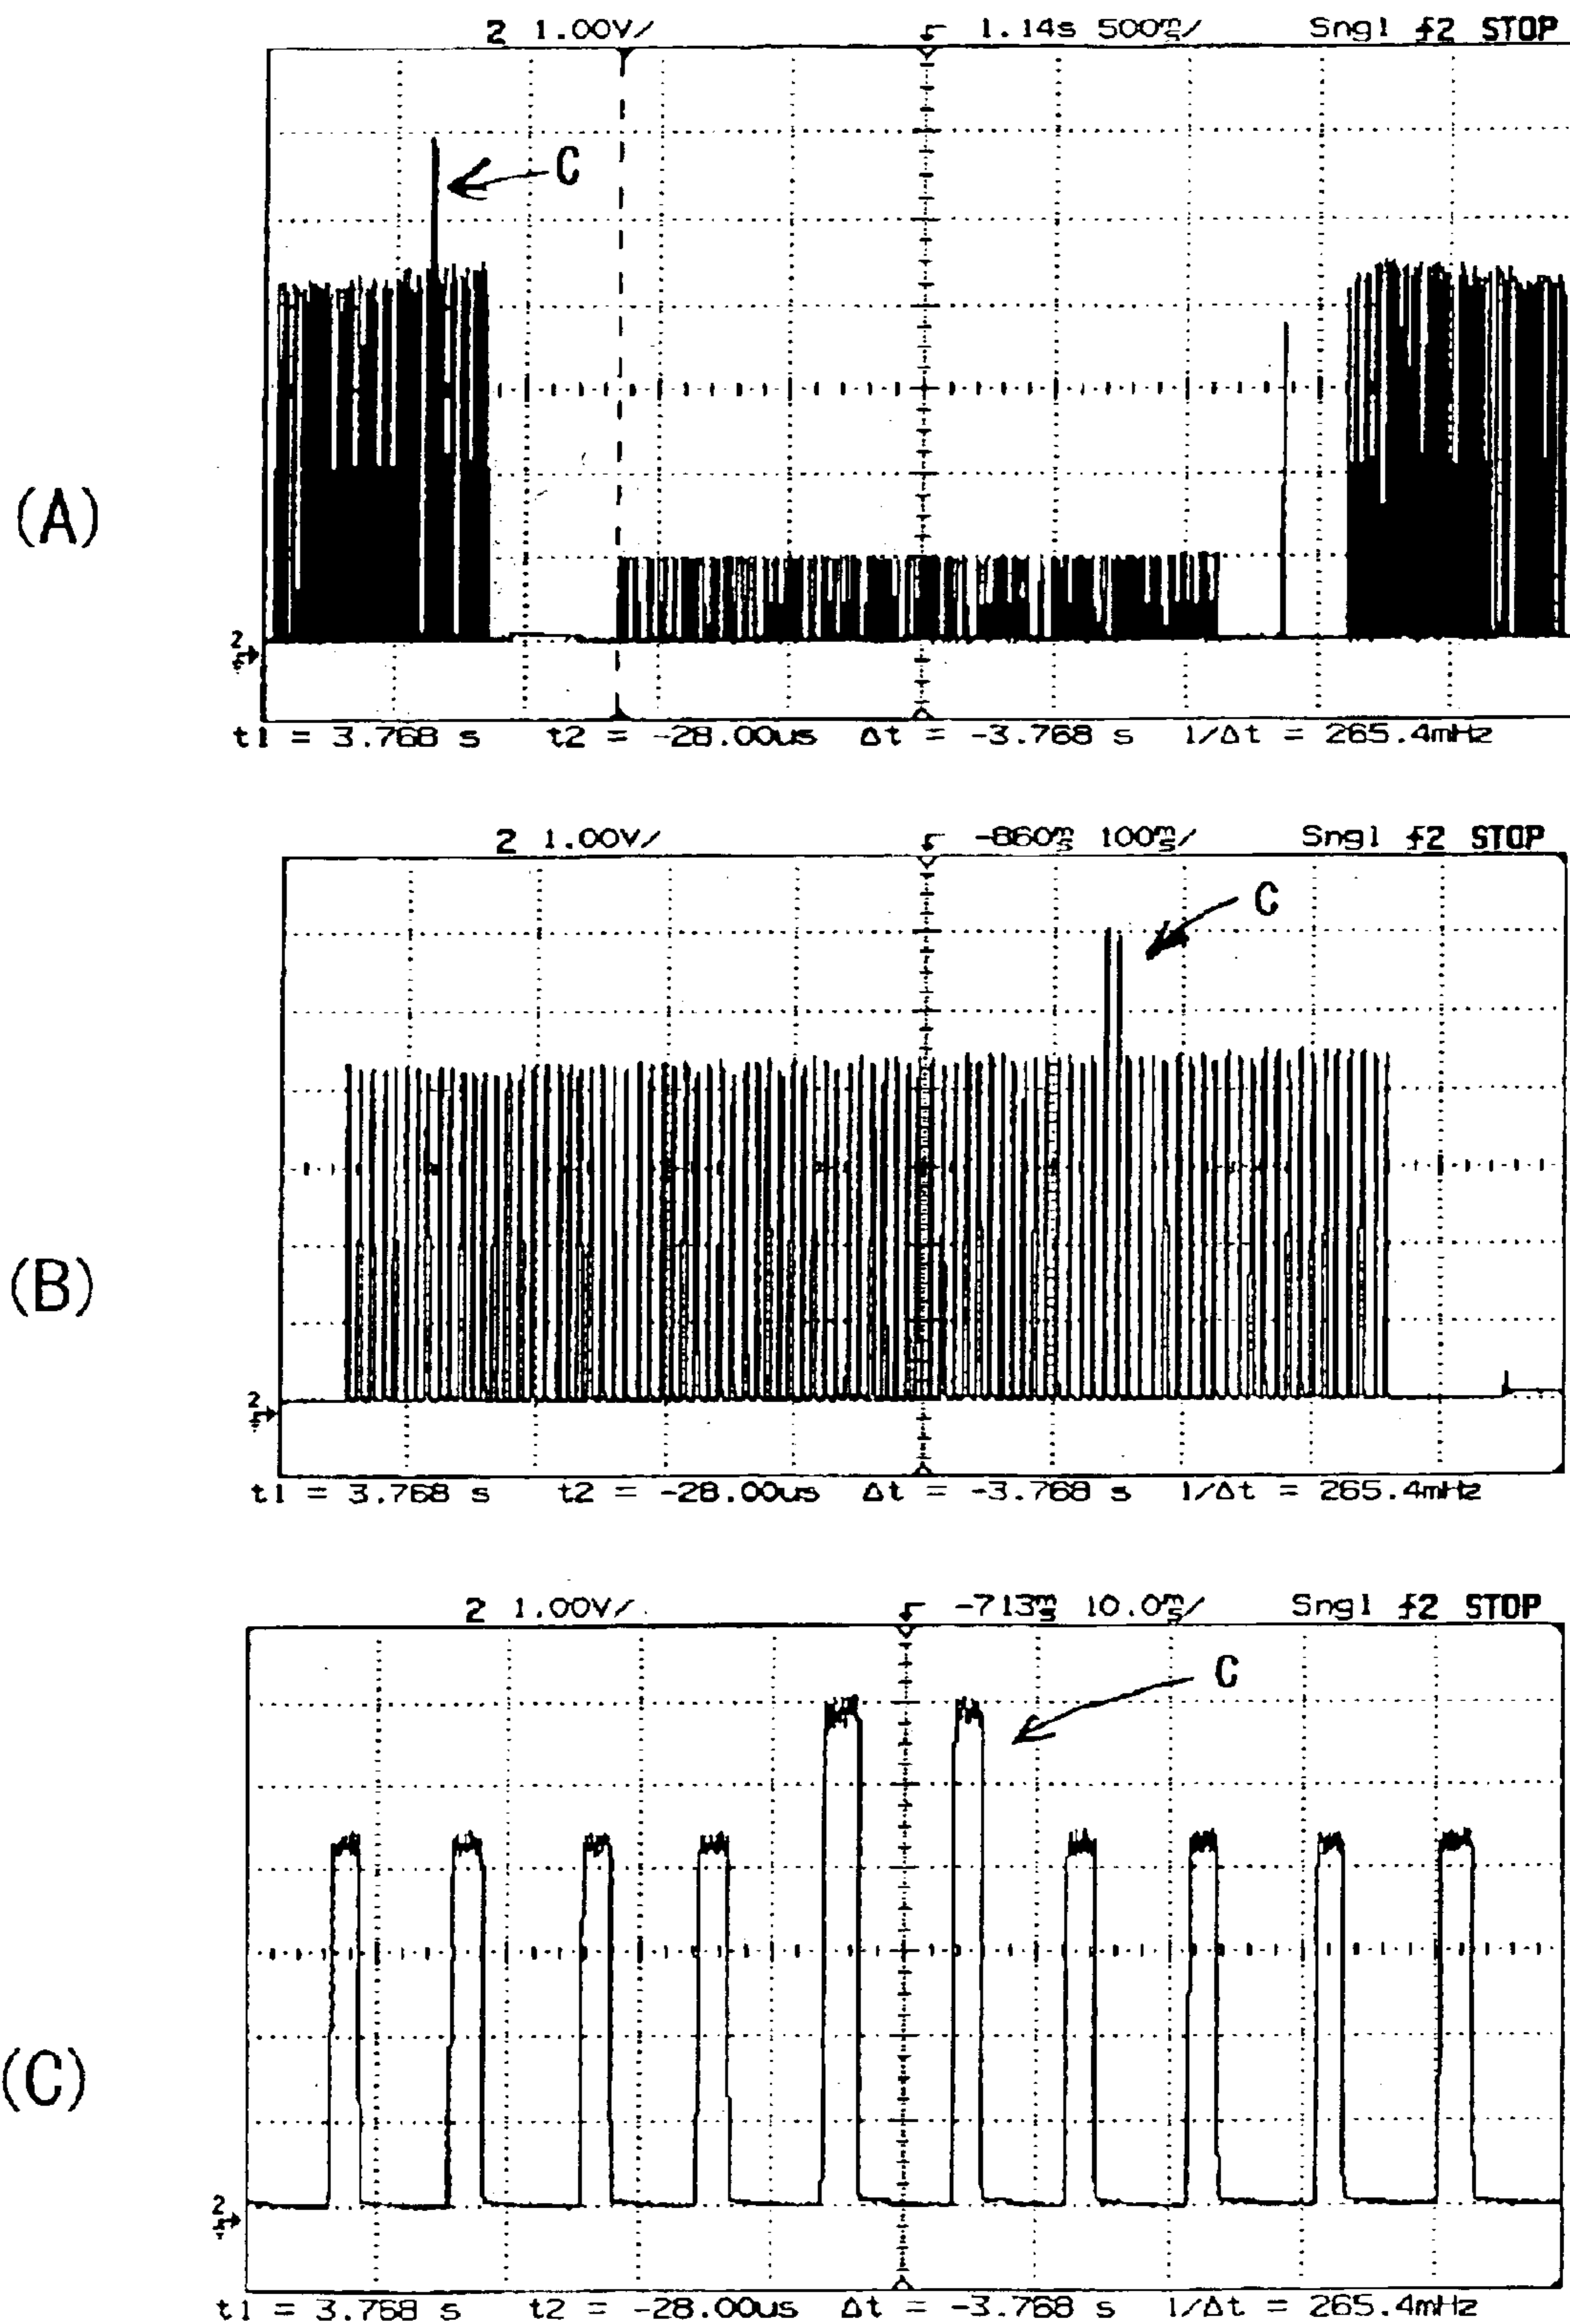 2 1.00V/ 1.14s 500ms/ Sngl f2 STOP
C
(A)
2
t1 = 3.768 s t2 = -28.00us Δt = -3.768 s 1/Δt = 265.4mHz
2 1.00V/ -860ms 100ms/ Sngl f2 STOP
C
(B)
2
t1 = 3.768 s t2 = -28.00us Δt = -3.768 s 1/Δt = 265.4mHz
2 1.00V/ -713ms 10.0ms/ Sngl f2 STOP
C
(C)
2
t1 = 3.768 s t2 = -28.00us Δt = -3.768 s 1/Δt = 265.4mHz